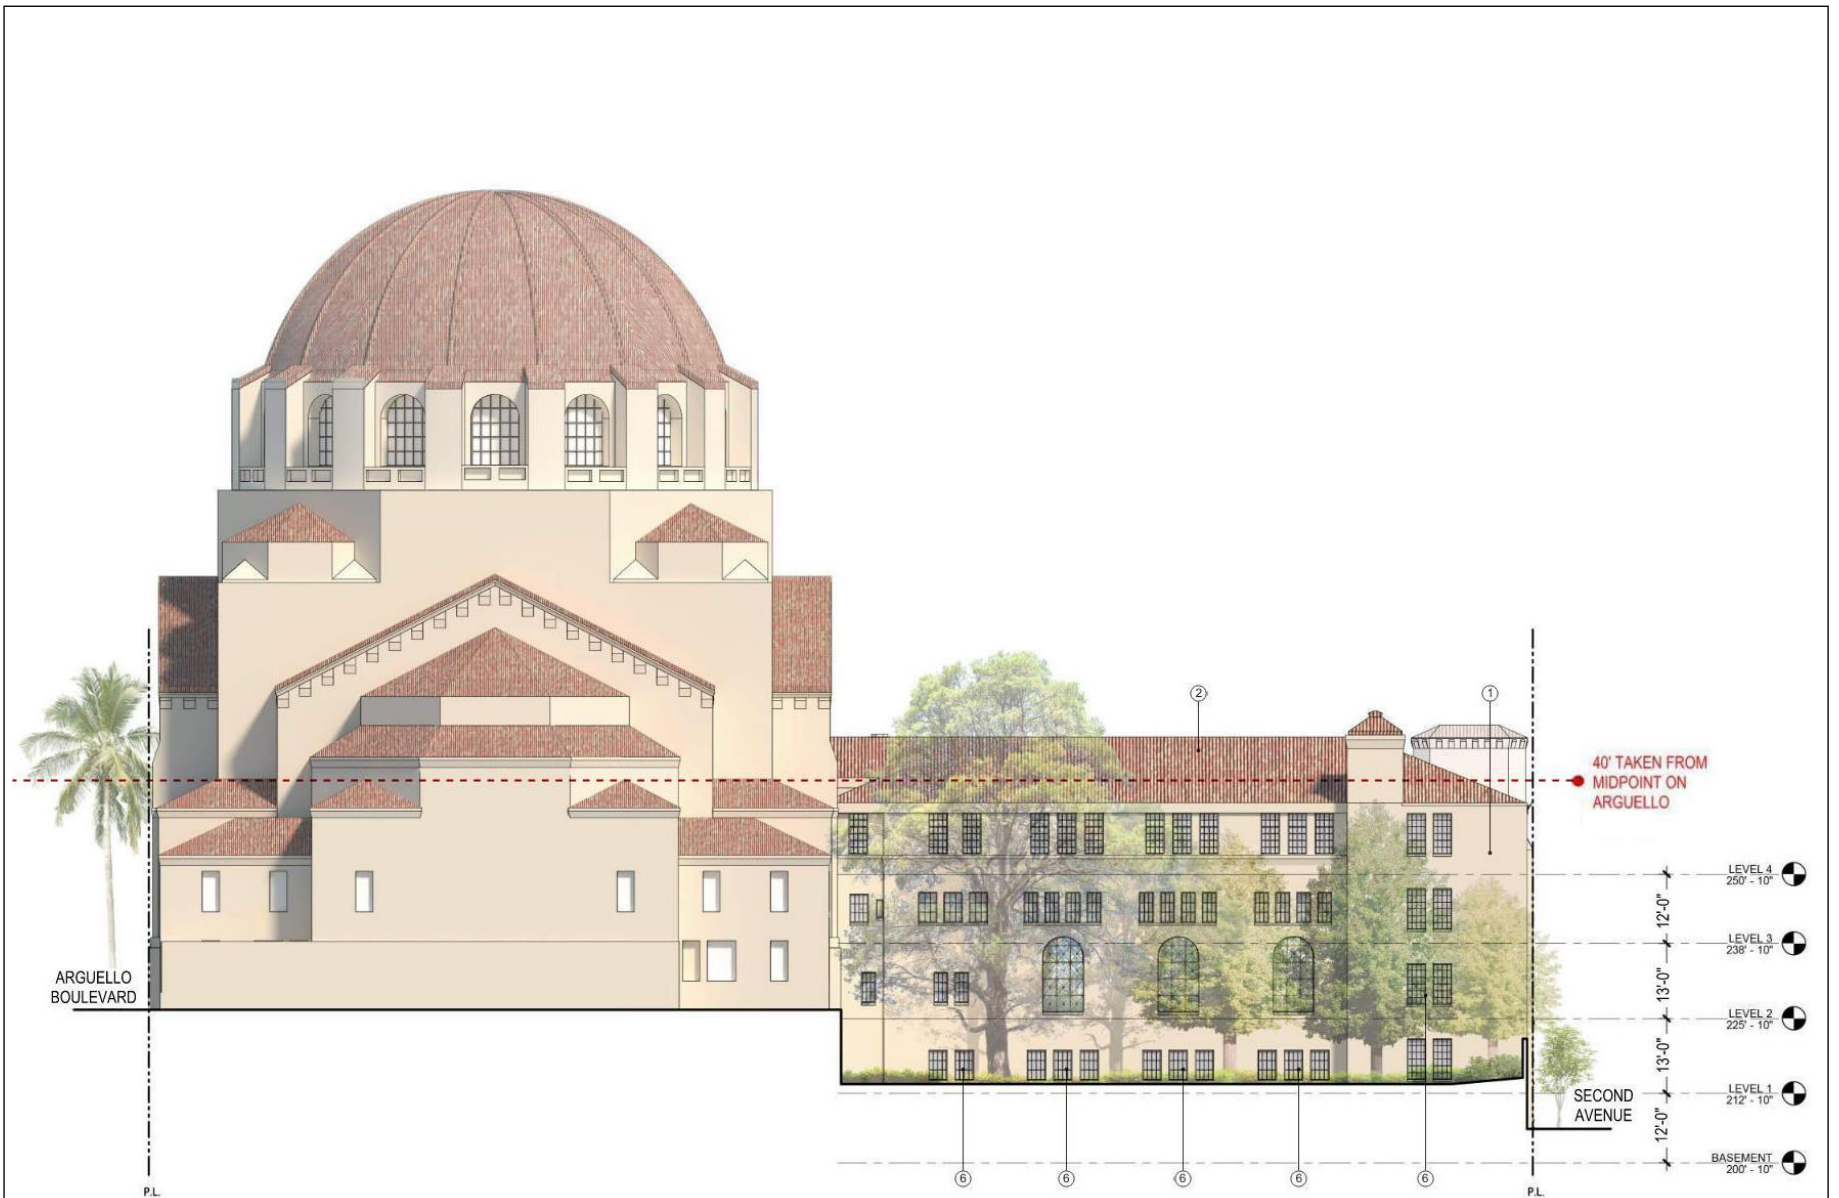 2
1
40' TAKEN FROM
MIDPOINT ON
ARGUELLO
LEVEL 4
250' - 10"
12'-0"
LEVEL 3
238' - 10"
13'-0"
ARGUELLO
BOULEVARD
LEVEL 2
225' - 10"
13'-0"
LEVEL 1
212' - 10"
SECOND
AVENUE
12'-0"
BASEMENT
200' - 10"
6
6
6
6
6
P.L.
P.L.